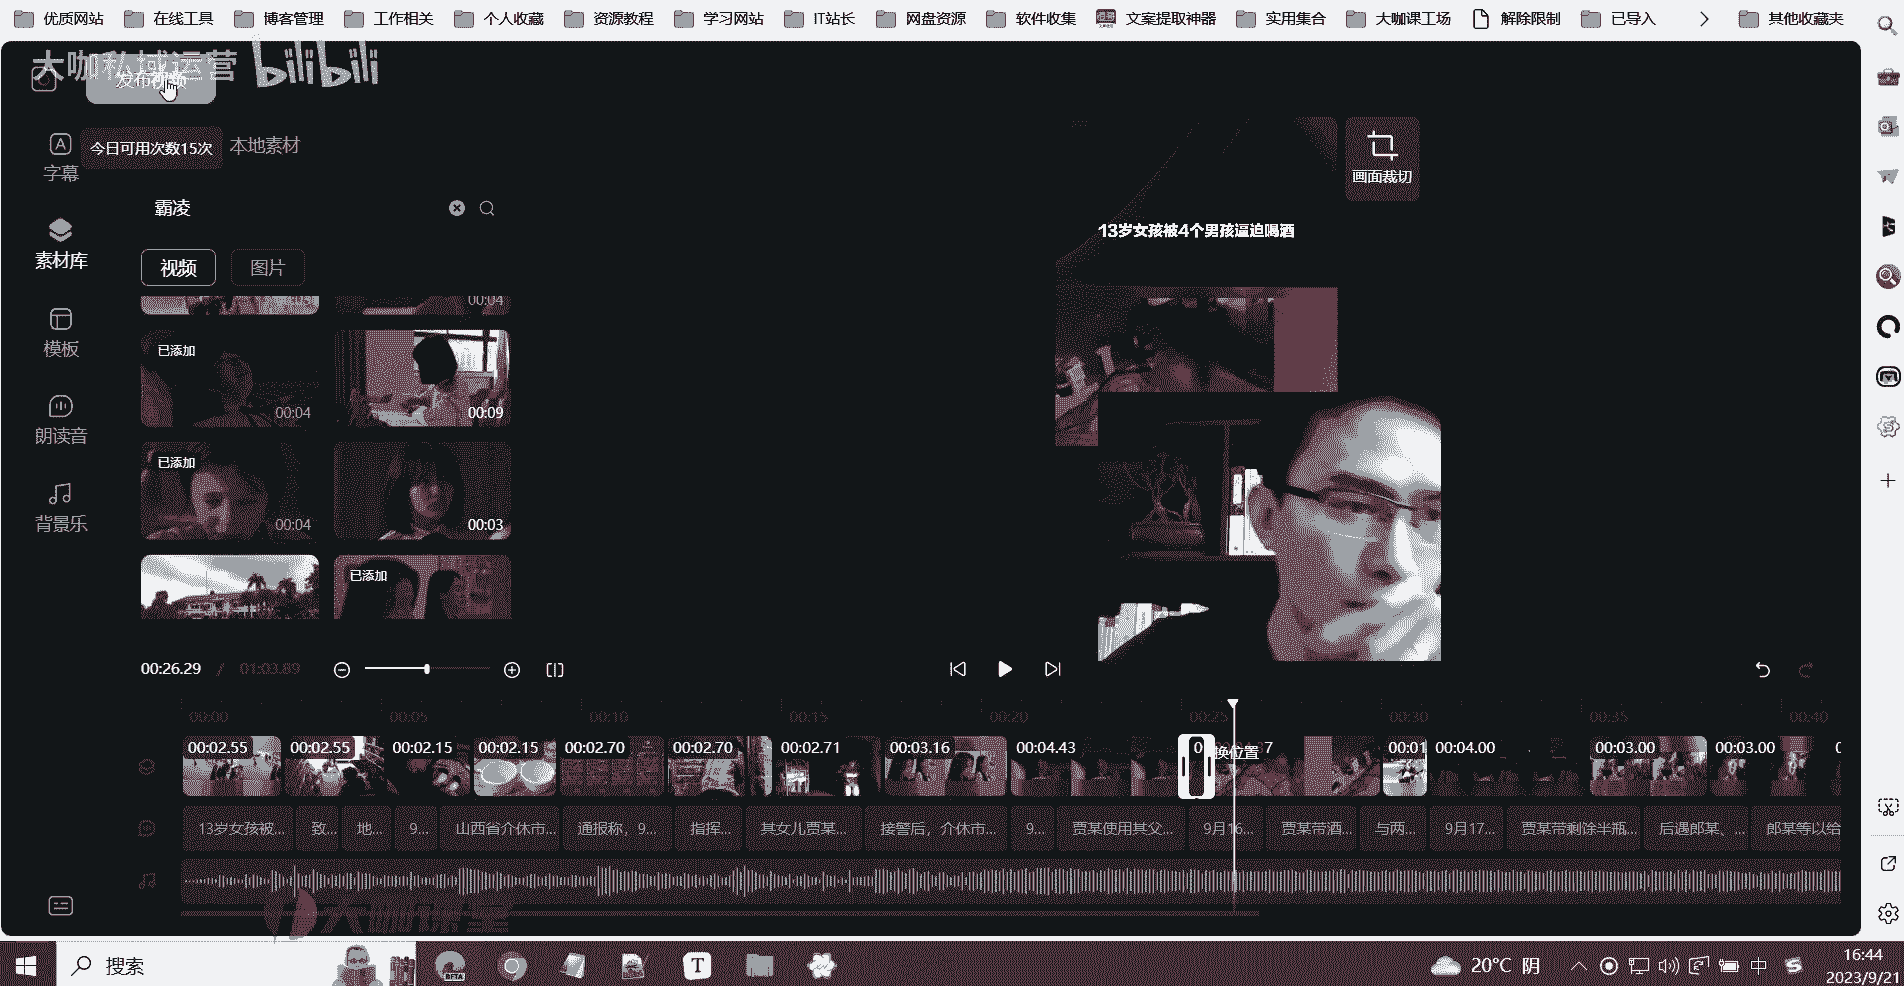 优质网站 在线工具 博客管理 工作相关 个人收藏 资源教程 学习网站 IT站长 网盘资源 软件收集 文案提取神器 实用集合 大咖课工场 解除限制 已导入 其他收藏夹
大咖私域运营 bilibili
发布视频
今日可用次数15次 本地素材
字幕
霸凌
素材库
视频 图片
模板
朗读音
背景乐
00:03 00:04
已添加 00:04 00:09
已添加 00:04 00:03
已添加
画面裁切
13岁女孩被4个男孩逼迫喝酒
00:26.29 / 01:03.89
00:00 00:05 00:10 00:15 00:20 00:25 00:30 00:35 00:40
00:02.55 00:02.55 00:02.15 00:02.15 00:02.70 00:02.70 00:02.71 00:03.16 00:04.43 0 换位置 7 00:01 00:04.00 00:03.00 00:03.00
13岁女孩被... 致... 地... 9... 山西省介休市... 通报称，9... 指挥... 其女儿贾某... 接警后，介休市... 9... 贾某使用其父... 9月16... 贾某带酒... 与两... 9月17... 贾某带剩余半瓶... 后遇郎某、... 郎某等以给
大咖课堂
搜索
BETA
T
20°C 阴
中
16:44
2023/9/21